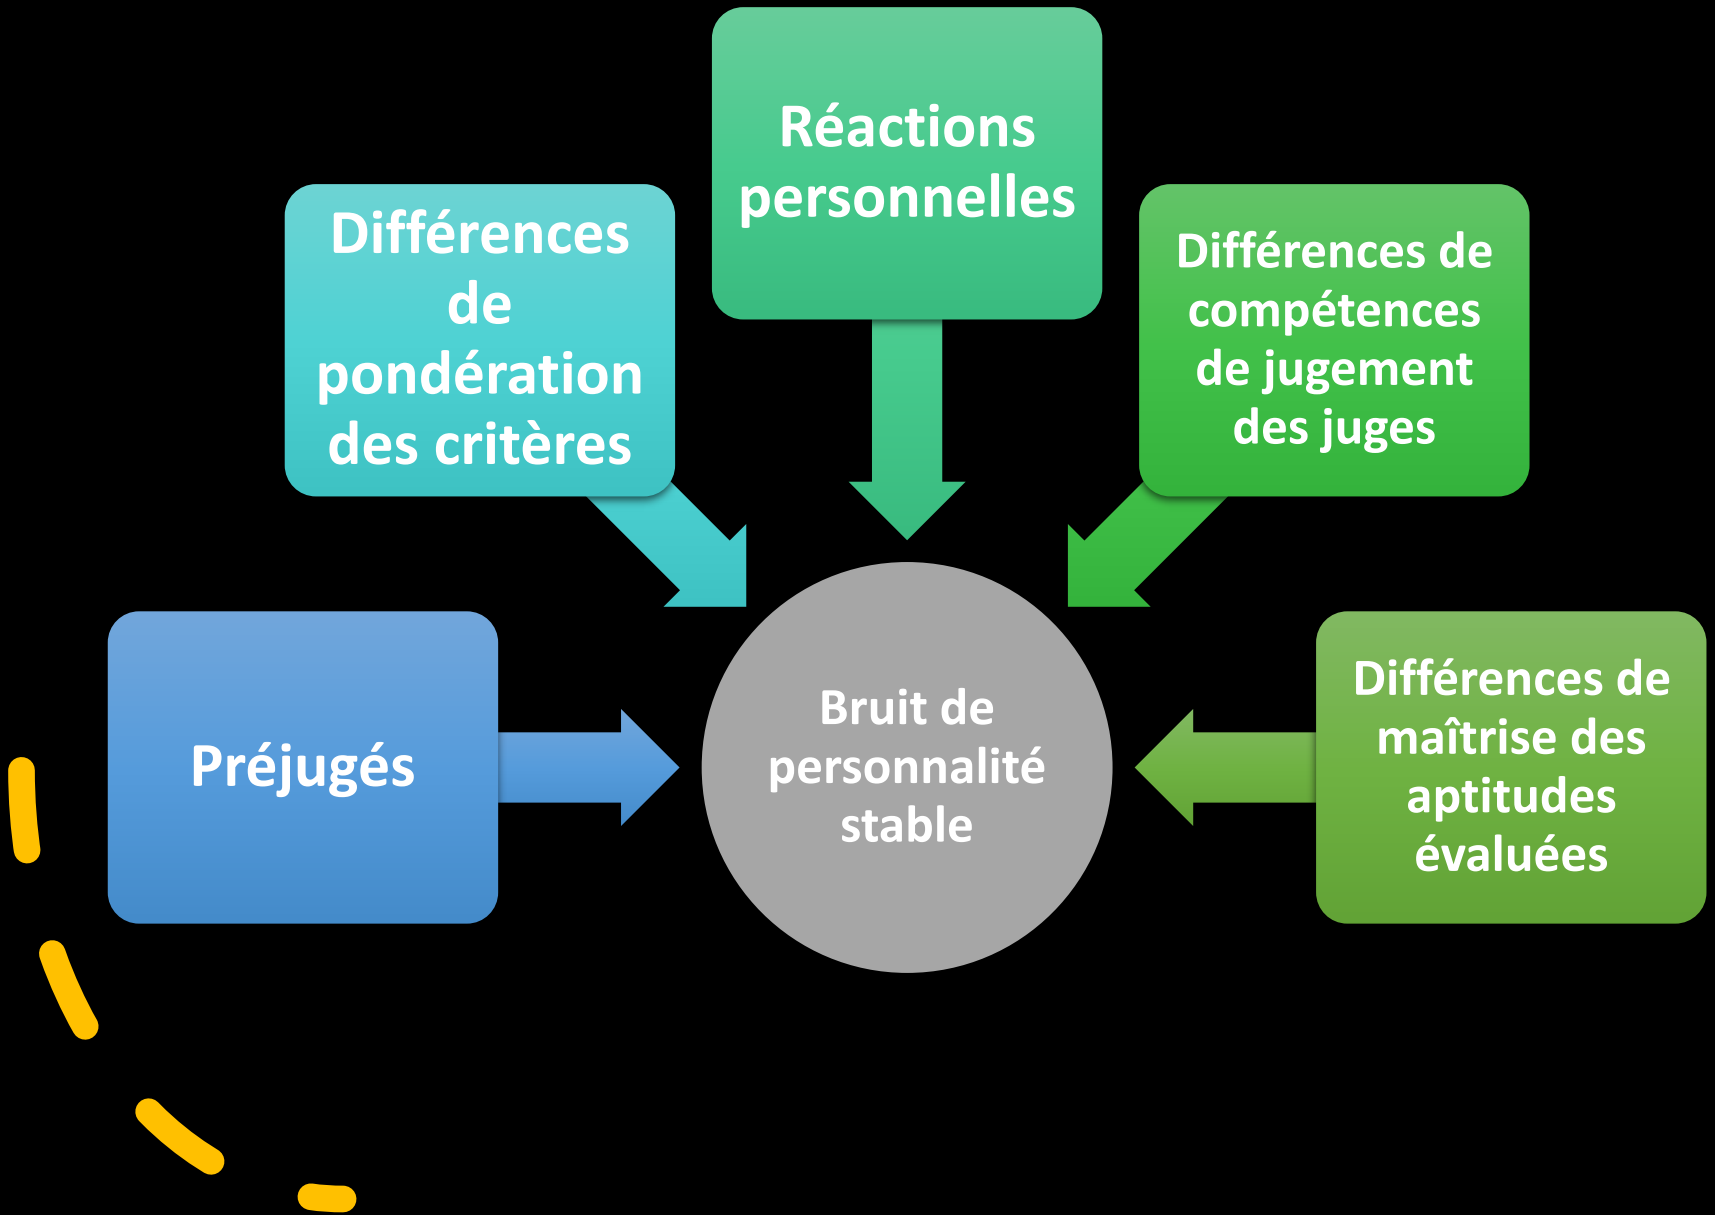 Réactions
personnelles
Différences
de
pondération
des critères
Différences de
compétences
de jugement
des juges
Préjugés
Bruit de
personnalité
stable
Différences de
maîtrise des
aptitudes
évaluées